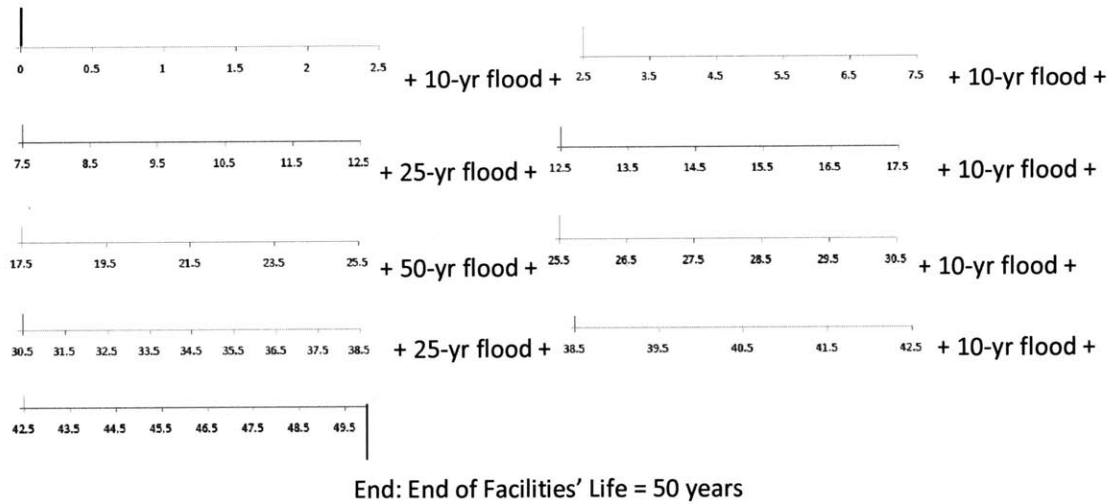 0 0.5 1 1.5 2 2.5 + 10-yr flood + 2.5 3.5 4.5 5.5 6.5 7.5 + 10-yr flood +
7.5 8.5 9.5 10.5 11.5 12.5 + 25-yr flood + 12.5 13.5 14.5 15.5 16.5 17.5 + 10-yr flood +
17.5 19.5 21.5 23.5 25.5 + 50-yr flood + 25.5 26.5 27.5 28.5 29.5 30.5 + 10-yr flood +
30.5 31.5 32.5 33.5 34.5 35.5 36.5 37.5 38.5 + 25-yr flood + 38.5 39.5 40.5 41.5 42.5 + 10-yr flood +
42.5 43.5 44.5 45.5 46.5 47.5 48.5 49.5
End: End of Facilities' Life = 50 years